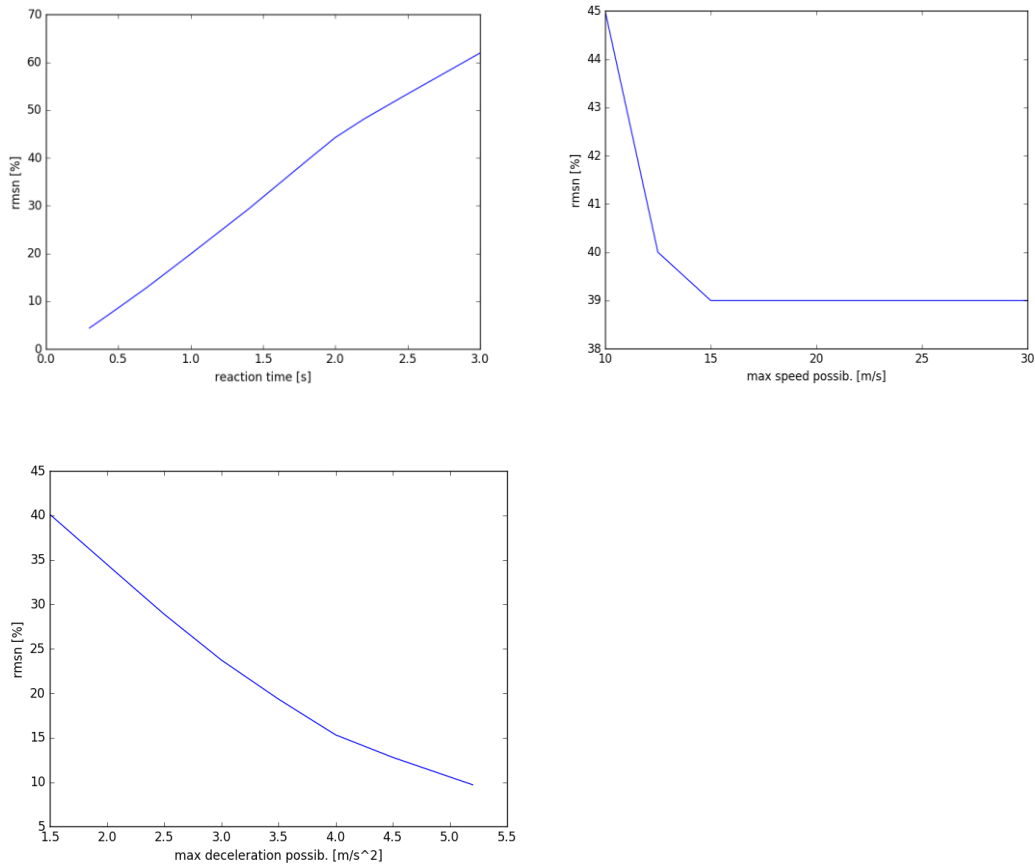 70
60
50
40
30
20
10
0
rmsn [%]
0.0 0.5 1.0 1.5 2.0 2.5 3.0
reaction time [s]
45
44
43
42
41
40
39
38
rmsn [%]
10 15 20 25 30
max speed possib. [m/s]
45
40
35
30
25
20
15
10
5
rmsn [%]
1.5 2.0 2.5 3.0 3.5 4.0 4.5 5.0 5.5
max deceleration possib. [m/s^2]